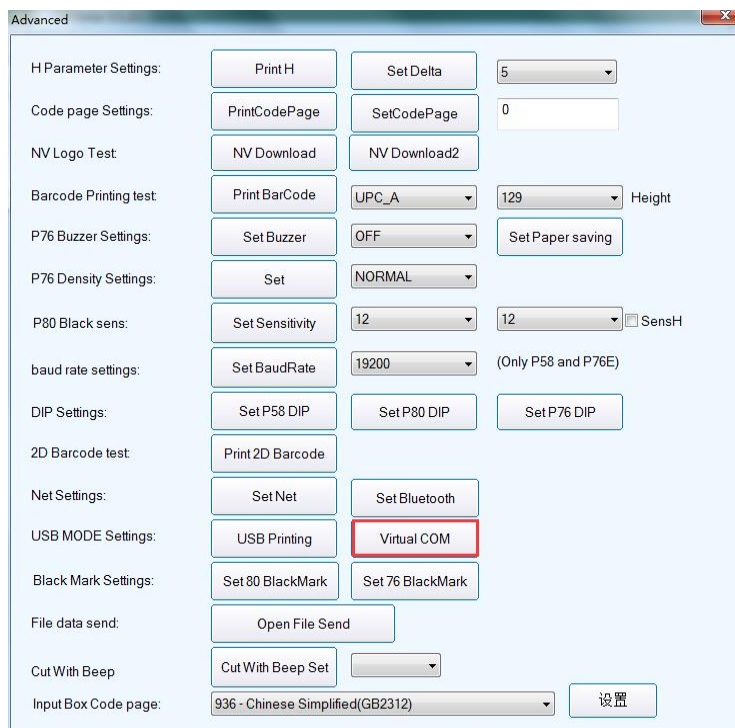 Advanced
H Parameter Settings: Print H Set Delta 5
Code page Settings: PrintCodePage SetCodePage 0
NV Logo Test: NV Download NV Download2
Barcode Printing test: Print BarCode UPC_A 129 Height
P76 Buzzer Settings: Set Buzzer OFF Set Paper saving
P76 Density Settings: Set NORMAL
P80 Black sens: Set Sensitivity 12 12 SensH
baud rate settings: Set BaudRate 19200 (Only P58 and P76E)
DIP Settings: Set P58 DIP Set P80 DIP Set P76 DIP
2D Barcode test: Print 2D Barcode
Net Settings: Set Net Set Bluetooth
USB MODE Settings: USB Printing Virtual COM
Black Mark Settings: Set 80 BlackMark Set 76 BlackMark
File data send: Open File Send
Cut With Beep Cut With Beep Set
Input Box Code page: 936 - Chinese Simplified(GB2312) 设置